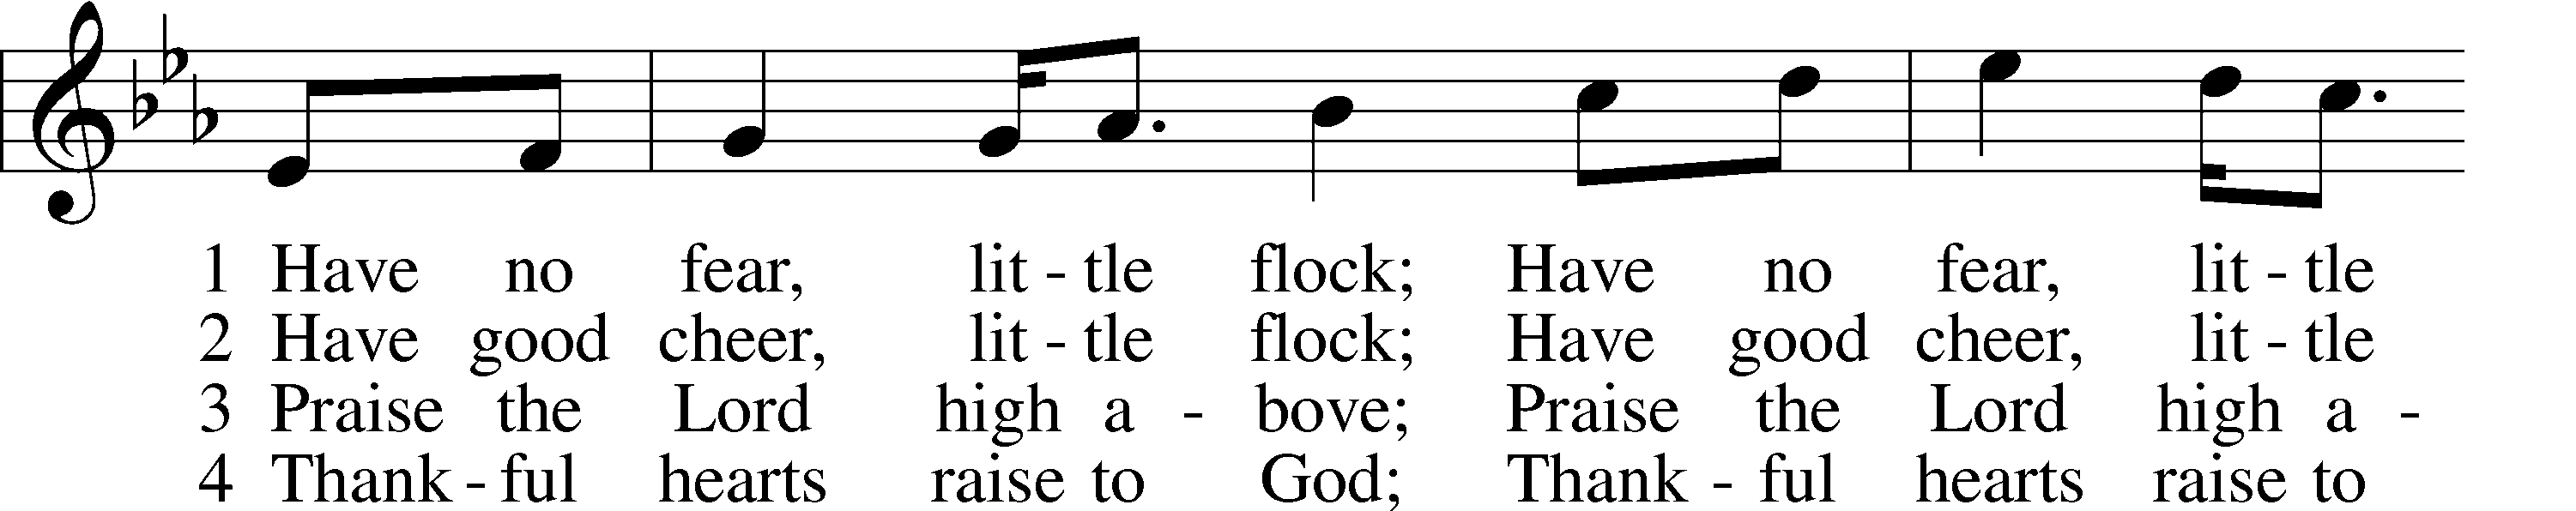 1 Have no fear, lit - tle flock; Have no fear, lit - tle
2 Have good cheer, lit - tle flock; Have good cheer, lit - tle
3 Praise the Lord high a - bove; Praise the Lord high a -
4 Thank - ful hearts raise to God; Thank - ful hearts raise to